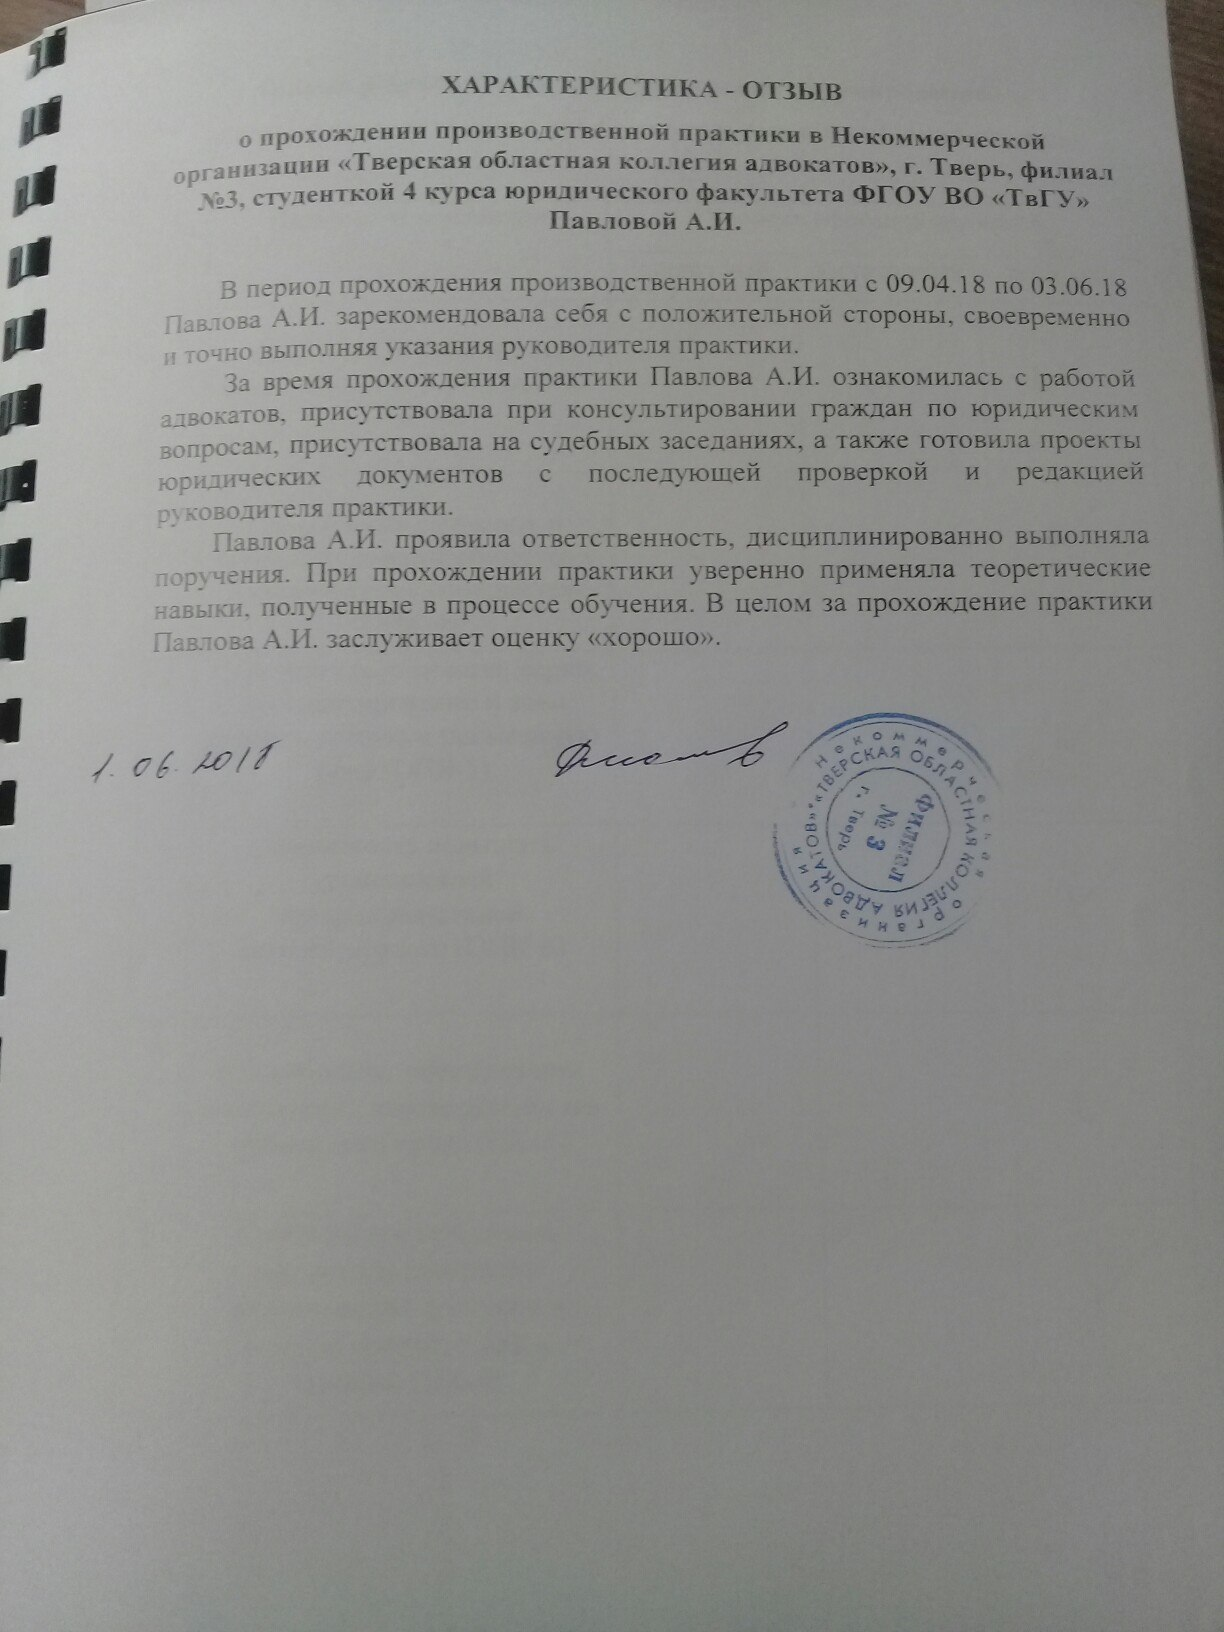 ХАРАКТЕРИСТИКА - ОТЗЫВ
о прохождении производственной практики в Некоммерческой
организации «Тверская областная коллегия адвокатов», г. Тверь, филиал
№3, студенткой 4 курса юридического факультета ФГОУ ВО «ТвГУ»
Павловой А.И.
В период прохождения производственной практики с 09.04.18 по 03.06.18
Павлова А.И. зарекомендовала себя с положительной стороны, своевременно
и точно выполняя указания руководителя практики.
За время прохождения практики Павлова А.И. ознакомилась с работой
адвокатов, присутствовала при консультировании граждан по юридическим
вопросам, присутствовала на судебных заседаниях, а также готовила проекты
юридических документов с последующей проверкой и редакцией
руководителя практики.
Павлова А.И. проявила ответственность, дисциплинированно выполняла
поручения. При прохождении практики уверенно применяла теоретические
навыки, полученные в процессе обучения. В целом за прохождение практики
Павлова А.И. заслуживает оценку «хорошо».
1. 06. 2018
Некоммерческая организация
«ТВЕРСКАЯ ОБЛАСТНАЯ КОЛЛЕГИЯ АДВОКАТОВ»
Филиал
№ 3
г. Тверь